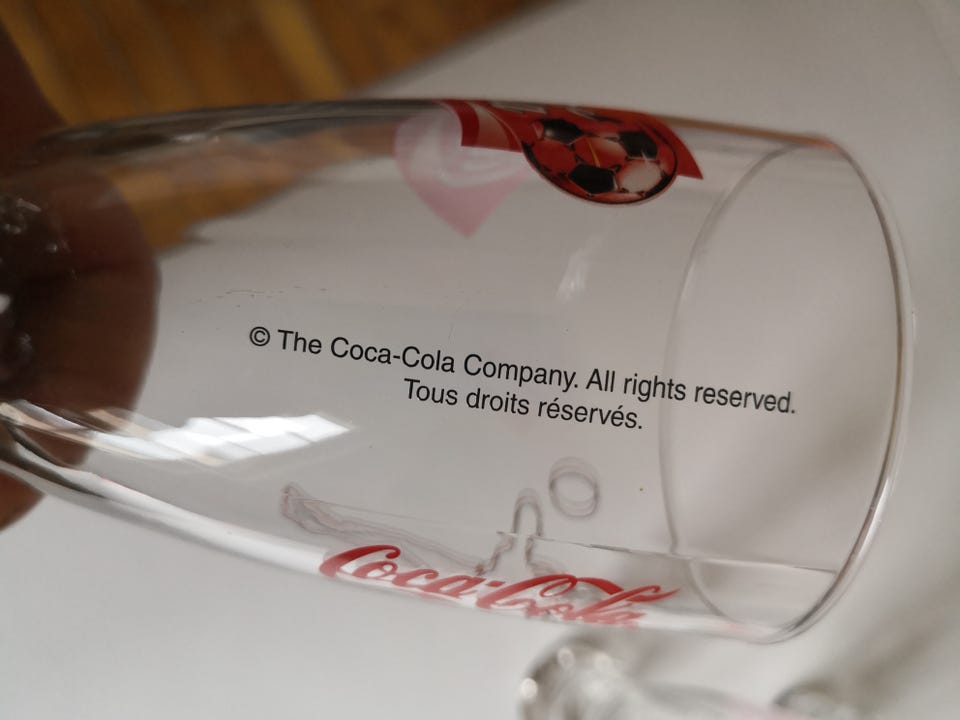 © The Coca-Cola Company. All rights reserved.
Tous droits réservés.
Coca-Cola